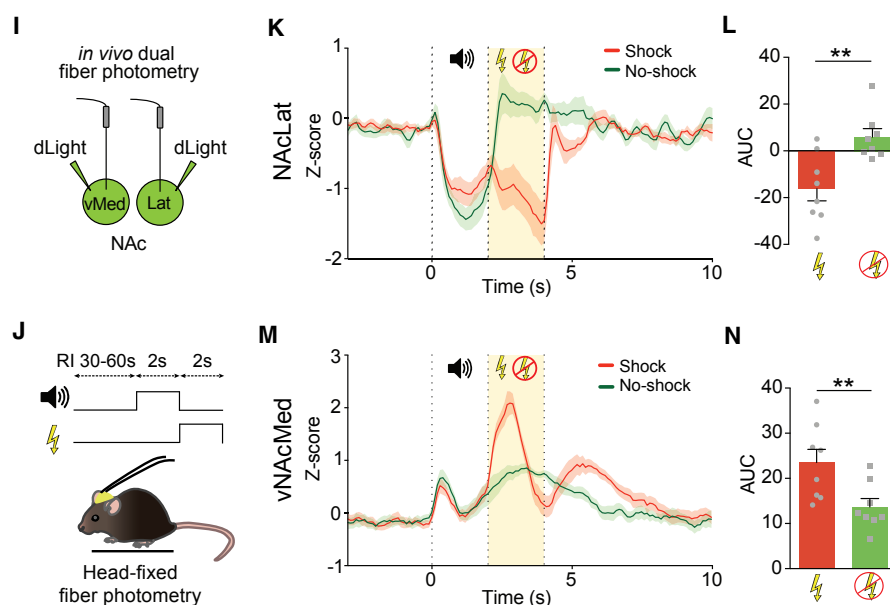 I
in vivo dual
fiber photometry
dLight
dLight
vMed
Lat
NAc
J
RI 30-60s
2s
2s
Head-fixed
fiber photometry
K
NAcLat
Z-score
1
0
-1
-2
Shock
No-shock
0
5
10
Time (s)
L
**
AUC
40
20
0
-20
-40
M
vNAcMed
Z-score
3
2
1
0
-1
Shock
No-shock
0
5
10
Time (s)
N
**
AUC
40
30
20
10
0